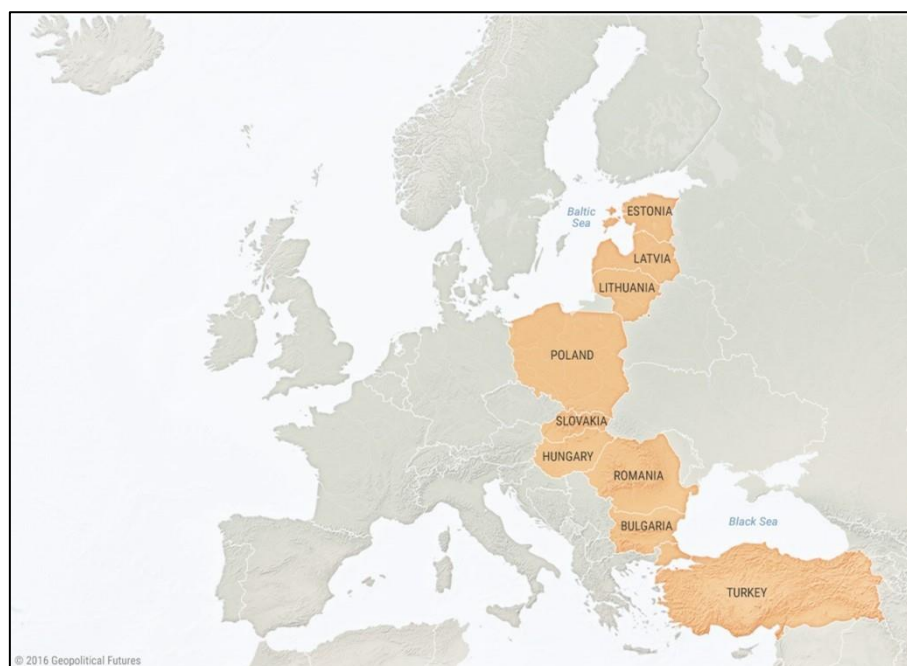 Baltic
Sea
ESTONIA
LATVIA
LITHUANIA
POLAND
SLOVAKIA
HUNGARY
ROMANIA
BULGARIA
Black Sea
TURKEY
© 2016 Geopolitical Futures